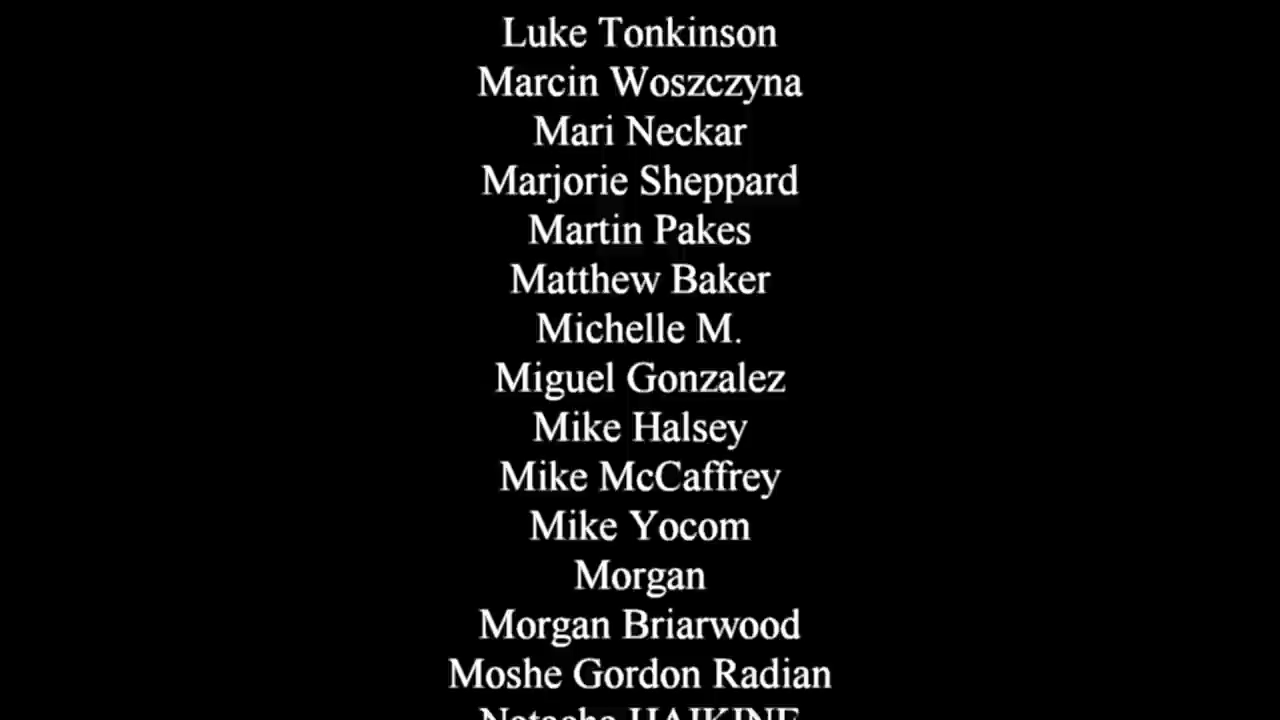 Luke Tonkinson
Marcin Woszczyna
Mari Neckar
Marjorie Sheppard
Martin Pakes
Matthew Baker
Michelle M.
Miguel Gonzalez
Mike Halsey
Mike McCaffrey
Mike Yocom
Morgan
Morgan Briarwood
Moshe Gordon Radian